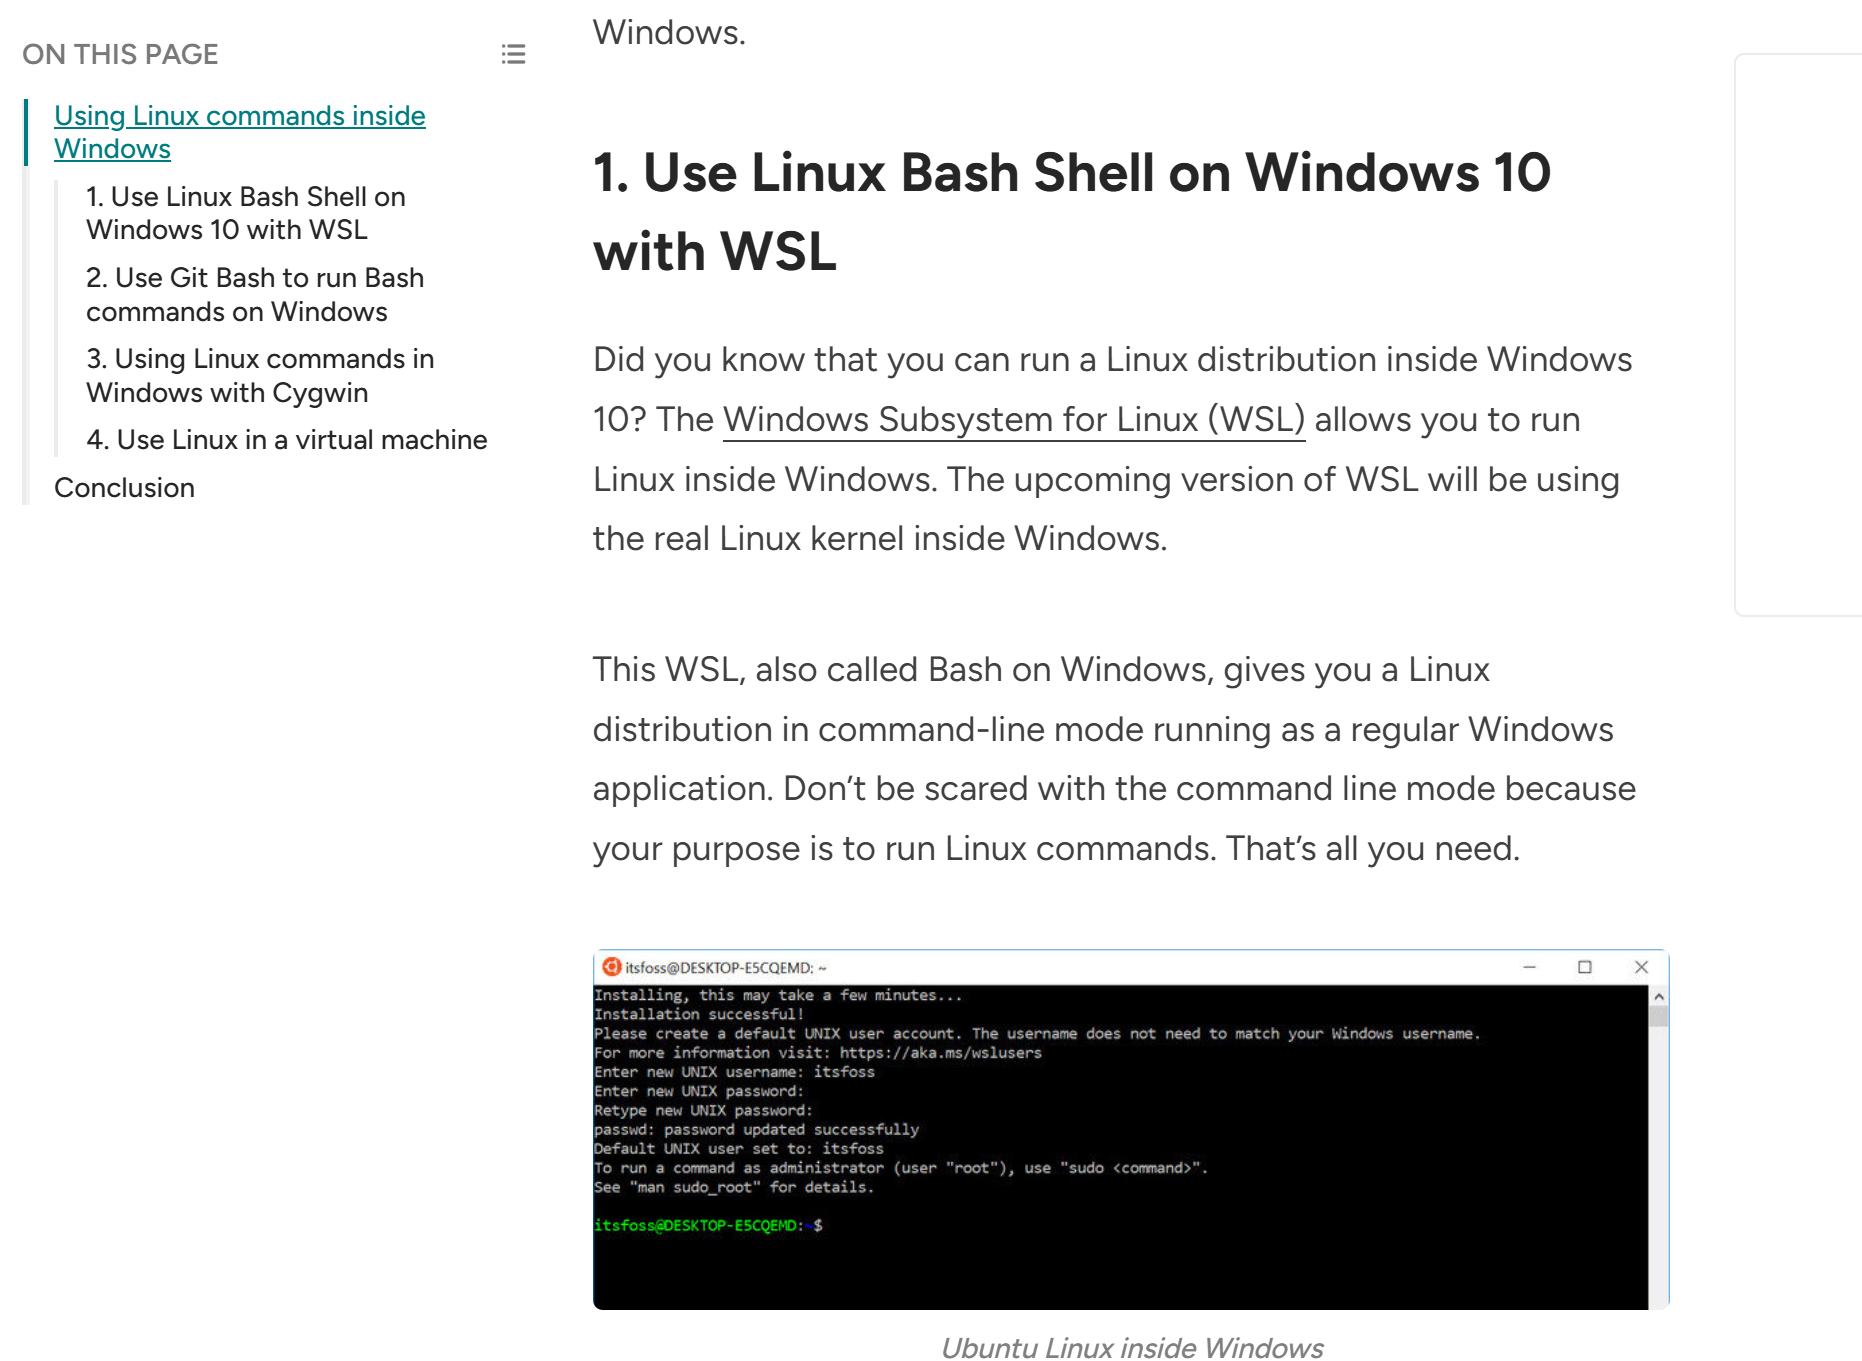 ON THIS PAGE
Using Linux commands inside
Windows
1. Use Linux Bash Shell on
Windows 10 with WSL
2. Use Git Bash to run Bash
commands on Windows
3. Using Linux commands in
Windows with Cygwin
4. Use Linux in a virtual machine
Conclusion
Windows.
1. Use Linux Bash Shell on Windows 10
with WSL
Did you know that you can run a Linux distribution inside Windows
10? The Windows Subsystem for Linux (WSL) allows you to run
Linux inside Windows. The upcoming version of WSL will be using
the real Linux kernel inside Windows.
This WSL, also called Bash on Windows, gives you a Linux
distribution in command-line mode running as a regular Windows
application. Don’t be scared with the command line mode because
your purpose is to run Linux commands. That’s all you need.
itsfoss@DESKTOP-E5CQEMD: ~
Installing, this may take a few minutes...
Installation successful!
Please create a default UNIX user account. The username does not need to match your Windows username.
For more information visit: https://aka.ms/wslusers
Enter new UNIX username: itsfoss
Enter new UNIX password:
Retype new UNIX password:
passwd: password updated successfully
Default UNIX user set to: itsfoss
To run a command as administrator (user "root"), use "sudo <command>".
See "man sudo_root" for details.
itsfoss@DESKTOP-E5CQEMD:~$
Ubuntu Linux inside Windows